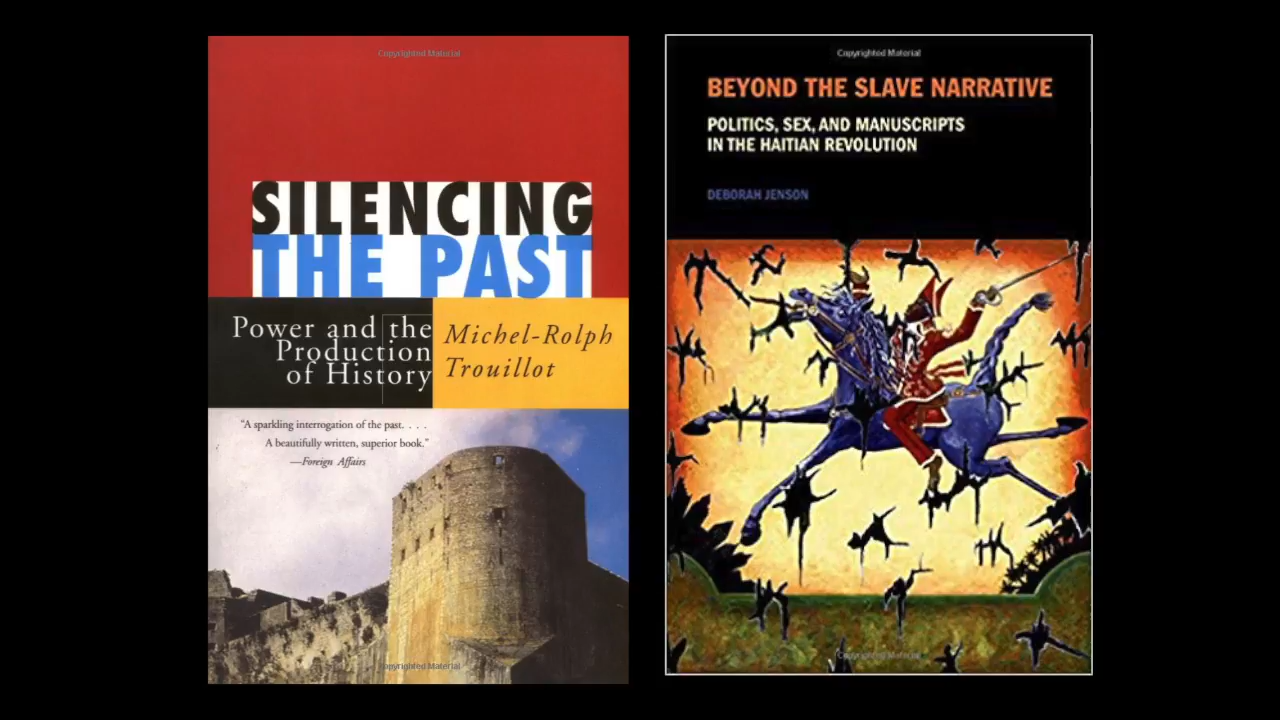 Copyrighted Material
SILENCING
THE PAST
Power and the
Production
of History
Michel-Rolph
Trouillot
"A sparkling interrogation of the past. . . .
A beautifully written, superior book."
—Foreign Affairs
Copyrighted Material
Copyrighted Material
BEYOND THE SLAVE NARRATIVE
POLITICS, SEX, AND MANUSCRIPTS
IN THE HAITIAN REVOLUTION
DEBORAH JENSON
Copyrighted Material